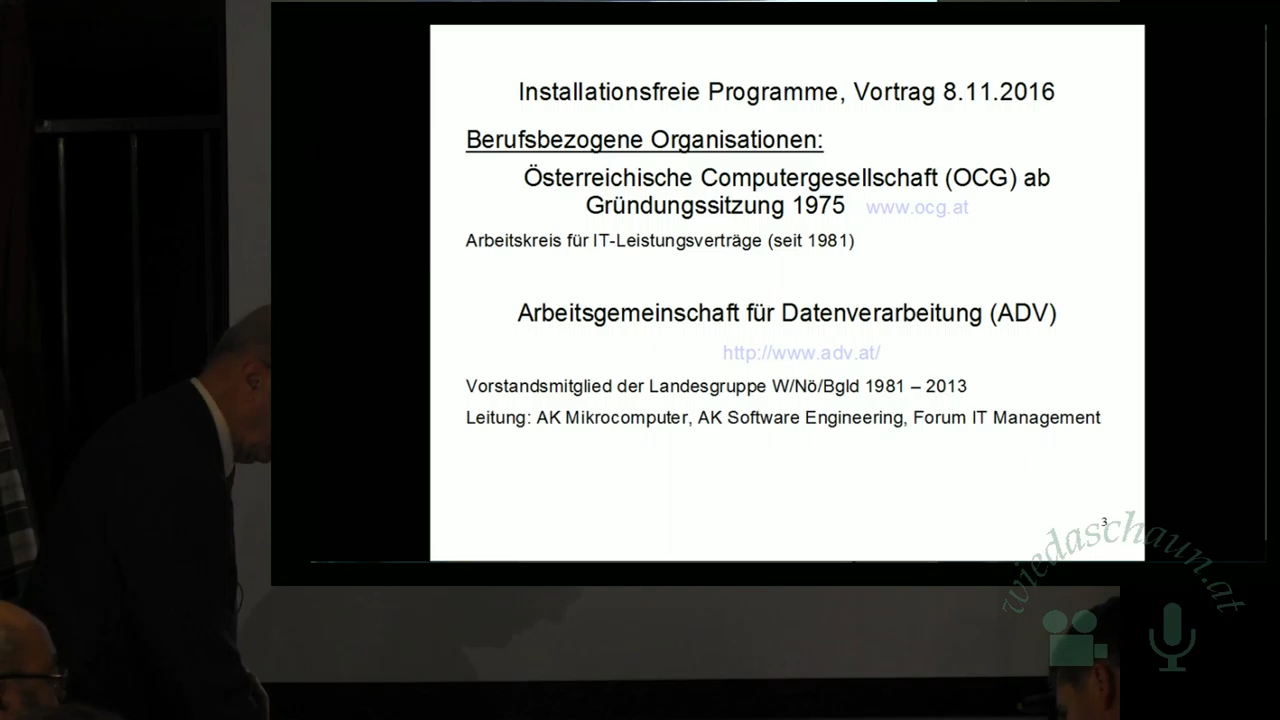 Installationsfreie Programme, Vortrag 8.11.2016
Berufsbezogene Organisationen:
Österreichische Computergesellschaft (OCG) ab
Gründungssitzung 1975 www.ocg.at
Arbeitskreis für IT-Leistungsverträge (seit 1981)
Arbeitsgemeinschaft für Datenverarbeitung (ADV)
http://www.adv.at/
Vorstandsmitglied der Landesgruppe W/Nö/Bgld 1981 – 2013
Leitung: AK Mikrocomputer, AK Software Engineering, Forum IT Management
3
wiedaschaun.at